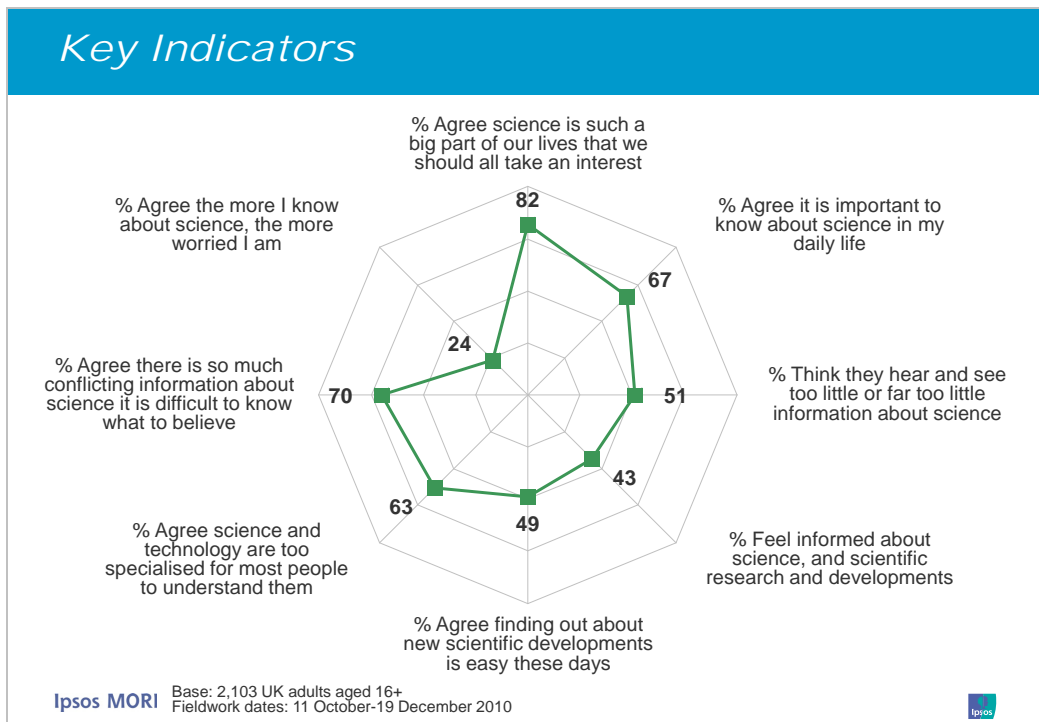 Key Indicators
% Agree science is such a
big part of our lives that we
should all take an interest
% Agree the more I know
about science, the more
worried I am
82
% Agree it is important to
know about science in my
daily life
67
24
% Agree there is so much
conflicting information about
science it is difficult to know
what to believe
70
51
% Think they hear and see
too little or far too little
information about science
43
63
49
% Agree science and
technology are too
specialised for most people
to understand them
% Feel informed about
science, and scientific
research and developments
% Agree finding out about
new scientific developments
is easy these days
Ipsos MORI
Base: 2,103 UK adults aged 16+
Fieldwork dates: 11 October-19 December 2010
Ipsos